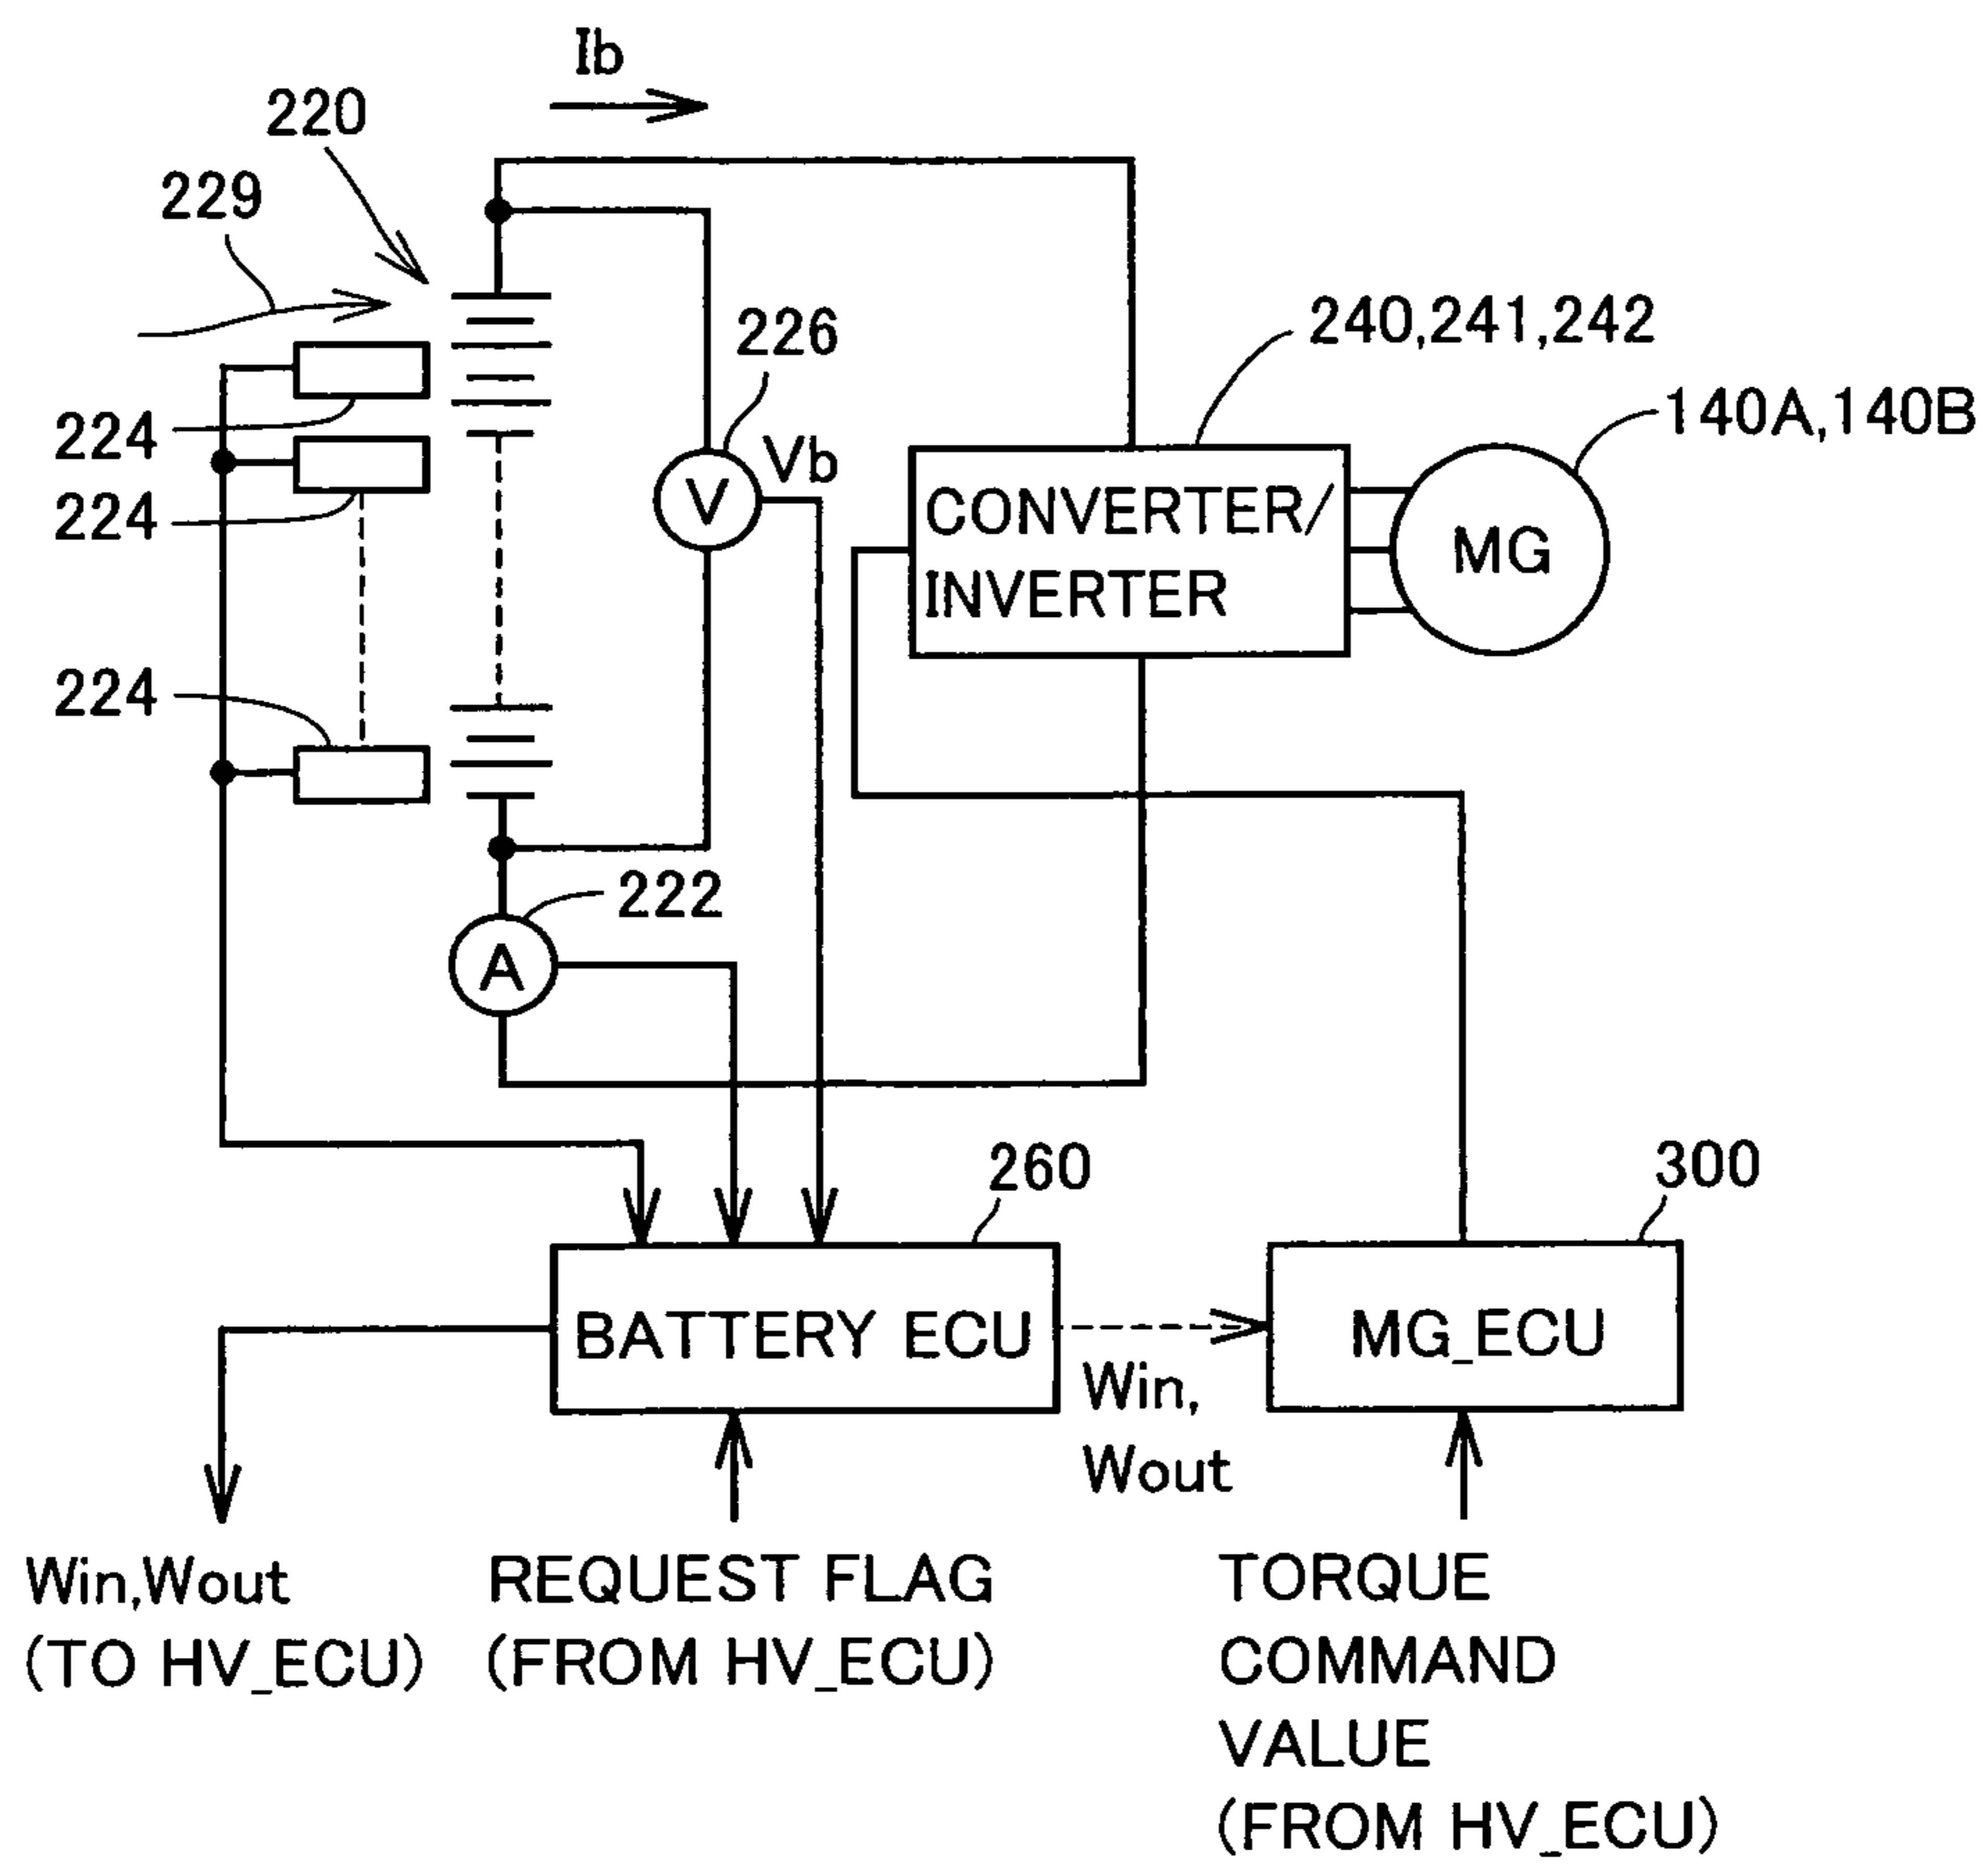 Ib
220
229
226
240,241,242
140A,140B
224
Vb
224
V
CONVERTER/
INVERTER
MG
224
222
A
260
300
BATTERY ECU
MG_ECU
Win,
Wout
Win,Wout
(TO HV_ECU)
REQUEST FLAG
(FROM HV_ECU)
TORQUE
COMMAND
VALUE
(FROM HV_ECU)